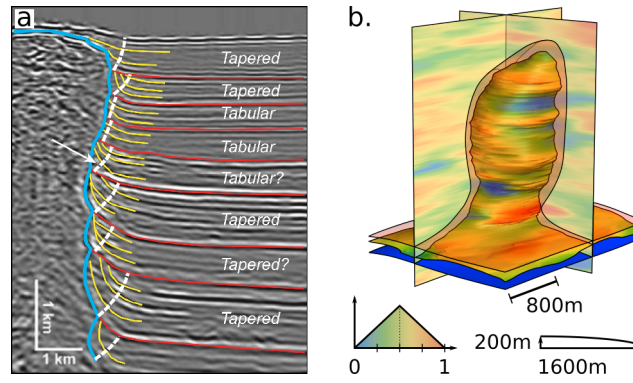 a
Tapered
Tapered
Tabular
Tabular
Tabular?
Tapered
Tapered?
Tapered
1 km
1 km
b.
800m
0
1
200m
1600m